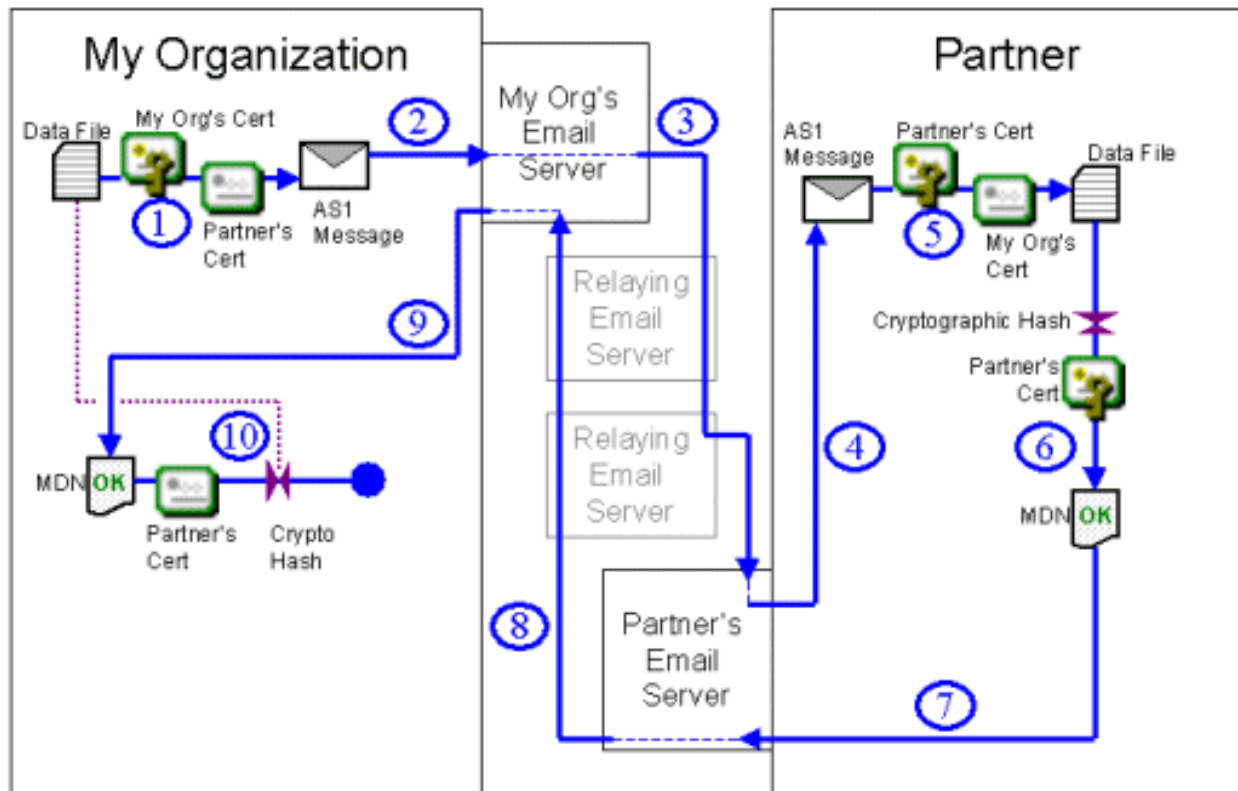 My Organization
Data File
My Org's Cert
1
Partner's
Cert
AS1
Message
2
My Org's
Email
Server
3
Relaying
Email
Server
Relaying
Email
Server
9
10
MDN
OK
Partner's
Cert
Crypto
Hash
8
Partner's
Email
Server
Partner
AS1
Message
Partner's Cert
Data File
5
My Org's
Cert
Cryptographic Hash
Partner's
Cert
4
6
MDN
OK
7